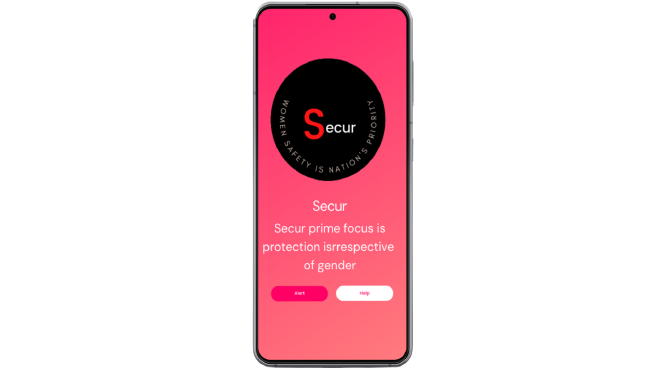 Secur
WOMEN SAFETY IS NATION'S PRIORITY
Secur
Secur prime focus is
protection isrrespective
of gender
Alert
Help